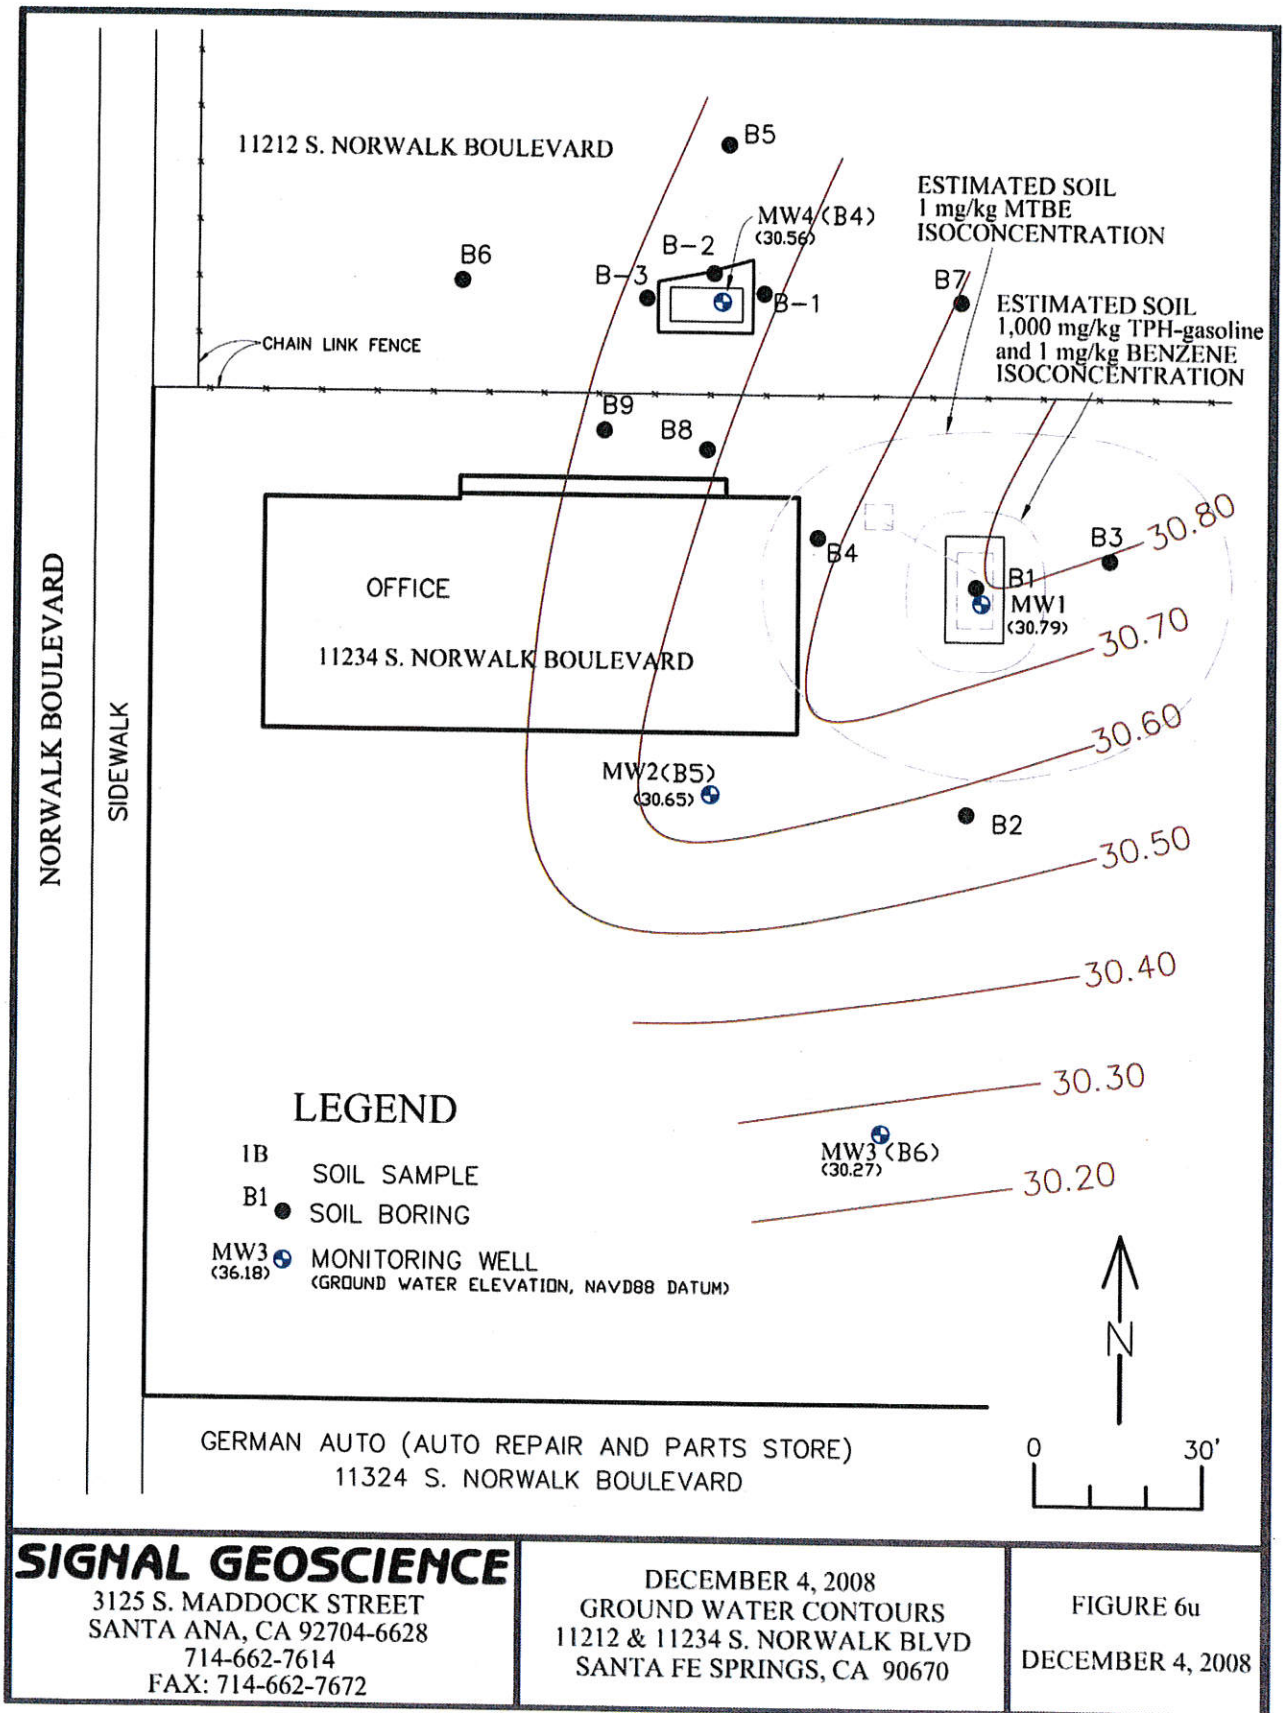 11212 S. NORWALK BOULEVARD
B5
MW4 (B4)
(30.56)
ESTIMATED SOIL
1 mg/kg MTBE
ISOCONCENTRATION
B6
B-2
B-3
B-1
B7
ESTIMATED SOIL
1,000 mg/kg TPH-gasoline
and 1 mg/kg BENZENE
ISOCONCENTRATION
CHAIN LINK FENCE
B9
B8
B4
B3
30.80
B1
MW1
(30.79)
OFFICE
11234 S. NORWALK BOULEVARD
30.70
30.60
NORWALK BOULEVARD
SIDEWALK
MW2(B5)
(30.65)
B2
30.50
30.40
30.30
MW3 (B6)
(30.27)
30.20
LEGEND
1B
SOIL SAMPLE
B1
SOIL BORING
MW3
(36.18)
MONITORING WELL
(GROUND WATER ELEVATION, NAVD88 DATUM)
N
0 30'
GERMAN AUTO (AUTO REPAIR AND PARTS STORE)
11324 S. NORWALK BOULEVARD
SIGNAL GEOSCIENCE
3125 S. MADDOCK STREET
SANTA ANA, CA 92704-6628
714-662-7614
FAX: 714-662-7672
DECEMBER 4, 2008
GROUND WATER CONTOURS
11212 & 11234 S. NORWALK BLVD
SANTA FE SPRINGS, CA 90670
FIGURE 6u
DECEMBER 4, 2008